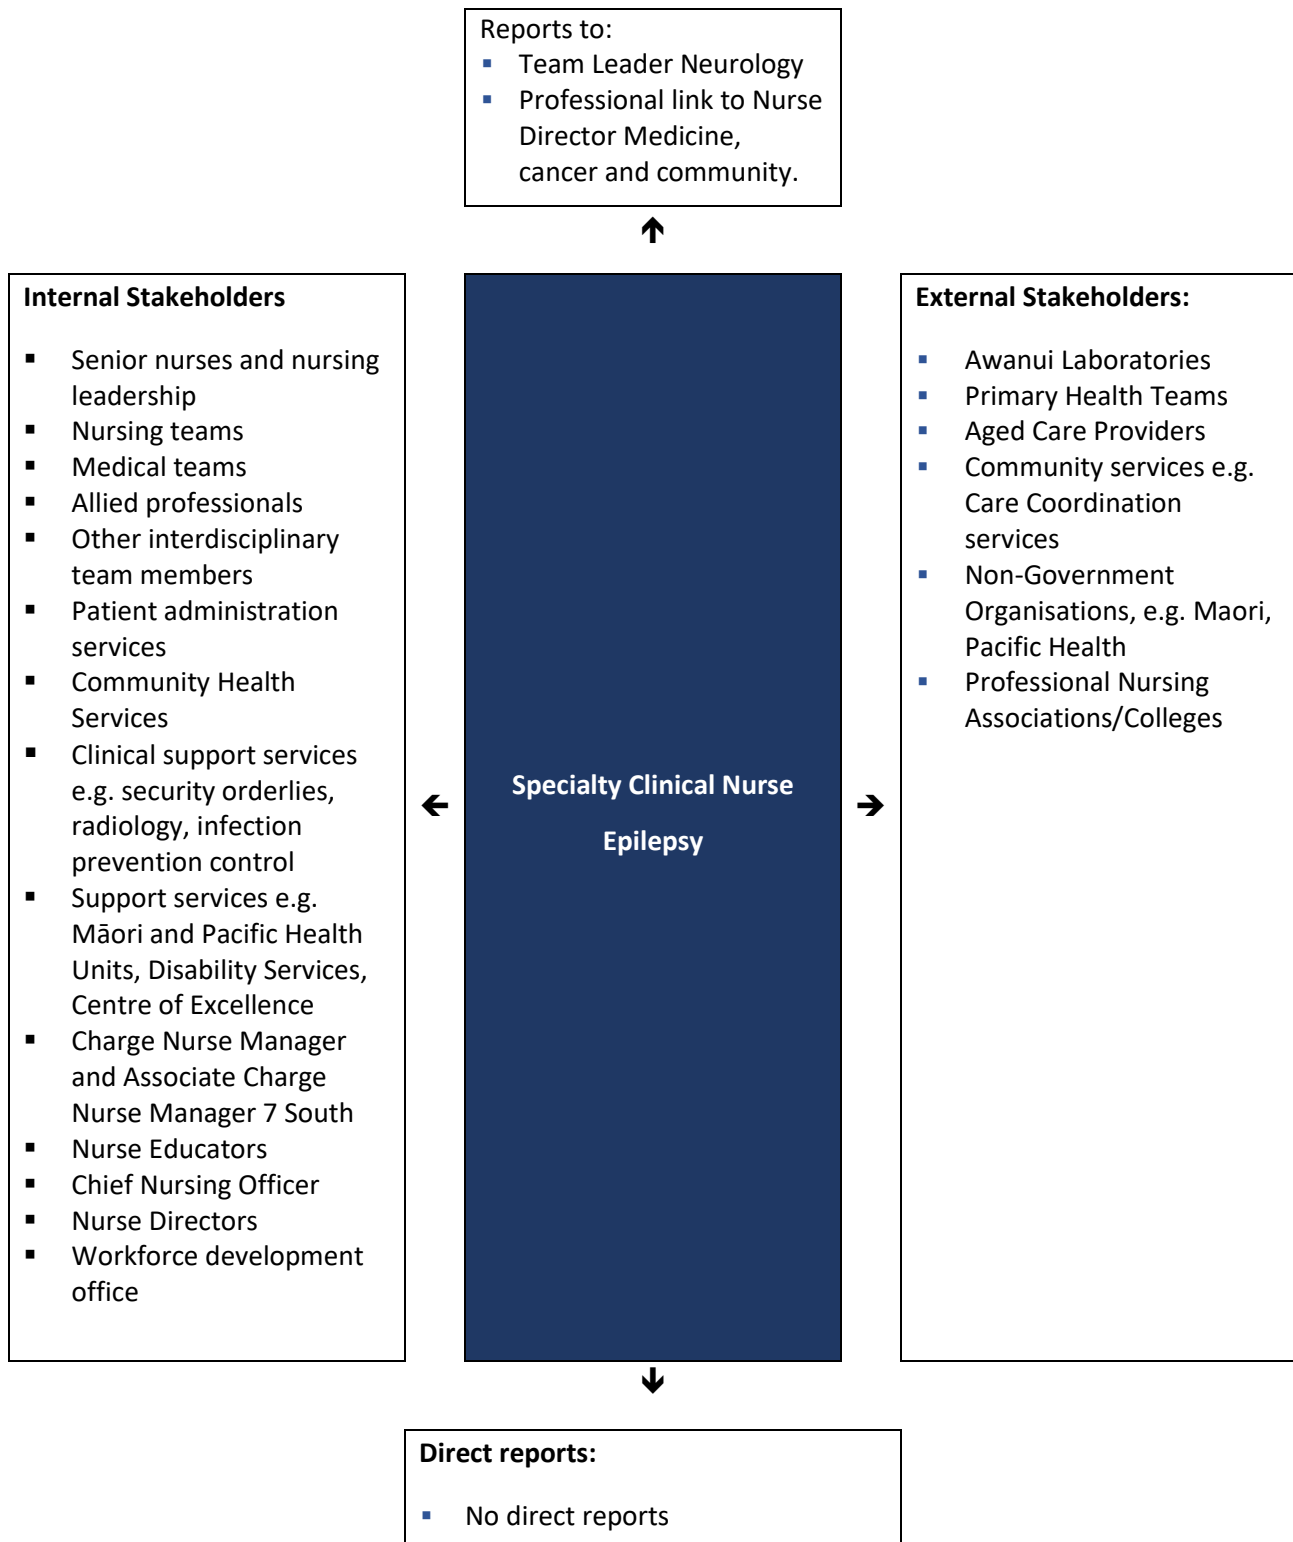 Reports to:
▪ Team Leader Neurology
▪ Professional link to Nurse
Director Medicine,
cancer and community.
↑
Internal Stakeholders
▪ Senior nurses and nursing
leadership
▪ Nursing teams
▪ Medical teams
▪ Allied professionals
▪ Other interdisciplinary
team members
▪ Patient administration
services
▪ Community Health
Services
▪ Clinical support services
e.g. security orderlies,
radiology, infection
prevention control
▪ Support services e.g.
Māori and Pacific Health
Units, Disability Services,
Centre of Excellence
▪ Charge Nurse Manager
and Associate Charge
Nurse Manager 7 South
▪ Nurse Educators
▪ Chief Nursing Officer
▪ Nurse Directors
▪ Workforce development
office
←
Specialty Clinical Nurse
Epilepsy
→
External Stakeholders:
▪ Awanui Laboratories
▪ Primary Health Teams
▪ Aged Care Providers
▪ Community services e.g.
Care Coordination
services
▪ Non-Government
Organisations, e.g. Maori,
Pacific Health
▪ Professional Nursing
Associations/Colleges
↓
Direct reports:
▪ No direct reports